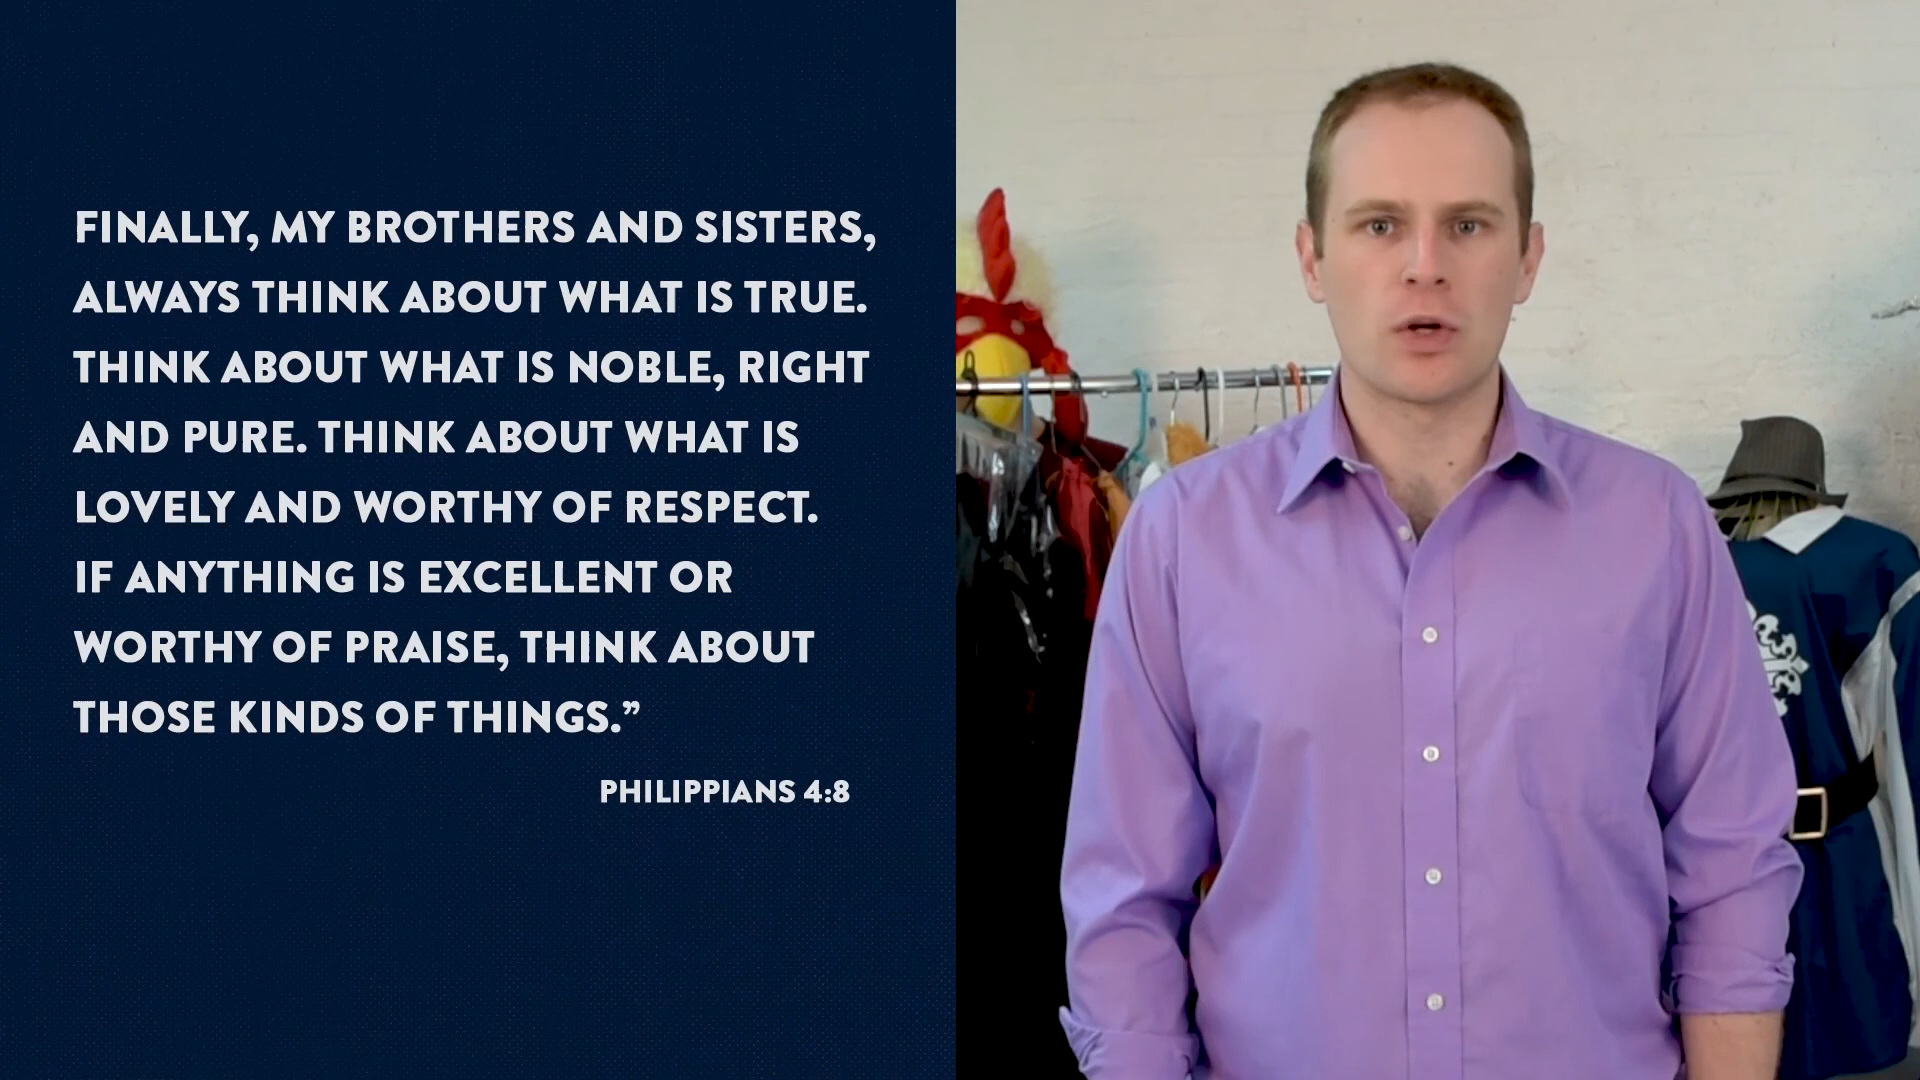 FINALLY, MY BROTHERS AND SISTERS,
ALWAYS THINK ABOUT WHAT IS TRUE.
THINK ABOUT WHAT IS NOBLE, RIGHT
AND PURE. THINK ABOUT WHAT IS
LOVELY AND WORTHY OF RESPECT.
IF ANYTHING IS EXCELLENT OR
WORTHY OF PRAISE, THINK ABOUT
THOSE KINDS OF THINGS.”
PHILIPPIANS 4:8